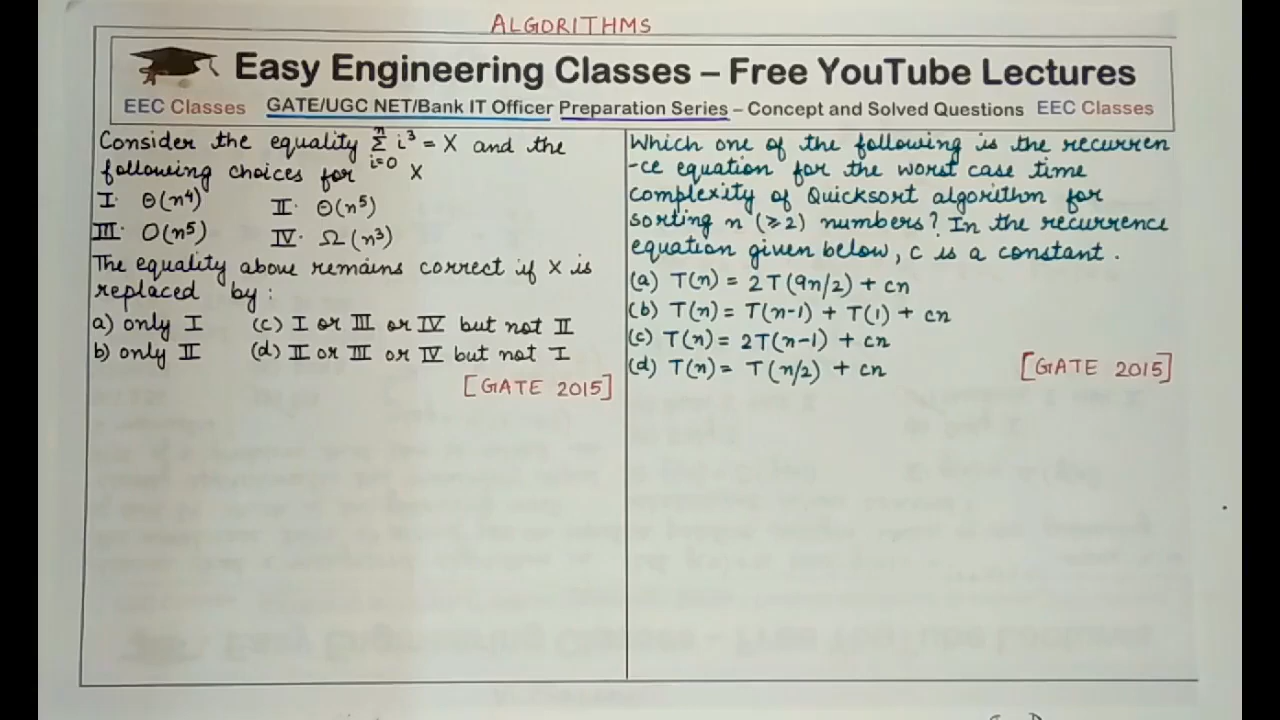 ALGORITHMS
Easy Engineering Classes – Free YouTube Lectures
EEC Classes GATE/UGC NET/Bank IT Officer Preparation Series – Concept and Solved Questions EEC Classes
Consider the equality Σ(i=0 to n) i³ = X and the
following choices for X
I. Θ(n⁴) II. Θ(n⁵)
III. O(n⁵) IV. Ω(n³)
The equality above remains correct if X is
replaced by:
a) only I (c) I or III or IV but not II
b) only II (d) II or III or IV but not I
[GATE 2015]
Which one of the following is the recurren
-ce equation for the worst case time
complexity of Quicksort algorithm for
sorting n (≥2) numbers? In the recurrence
equation given below, c is a constant.
(a) T(n) = 2T(9n/2) + cn
(b) T(n) = T(n-1) + T(1) + cn
(c) T(n) = 2T(n-1) + cn
(d) T(n) = T(n/2) + cn
[GATE 2015]